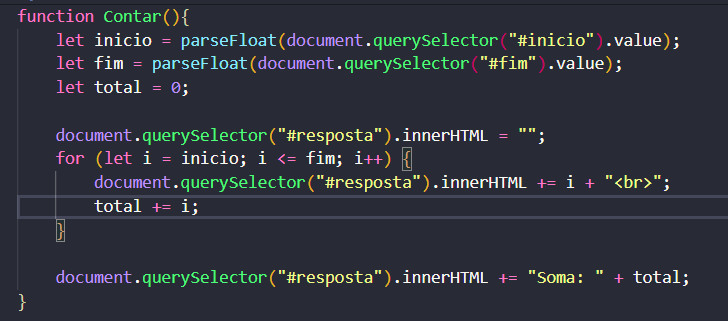 function Contar(){
let inicio = parseFloat(document.querySelector("#inicio").value);
let fim = parseFloat(document.querySelector("#fim").value);
let total = 0;
document.querySelector("#resposta").innerHTML = "";
for (let i = inicio; i <= fim; i++) {
document.querySelector("#resposta").innerHTML += i + "<br>";
total += i;
}
document.querySelector("#resposta").innerHTML += "Soma: " + total;
}